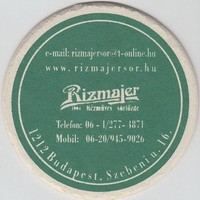 e-mail: rizmajersor@t-online.hu
www.rizmajersor.hu
Rizmajer
1994 Kézműves sörfőzde
Telefon: 06 - 1/277- 4871
Mobil: 06-20/945-9026
1212 Budapest, Szebeni u. 16.